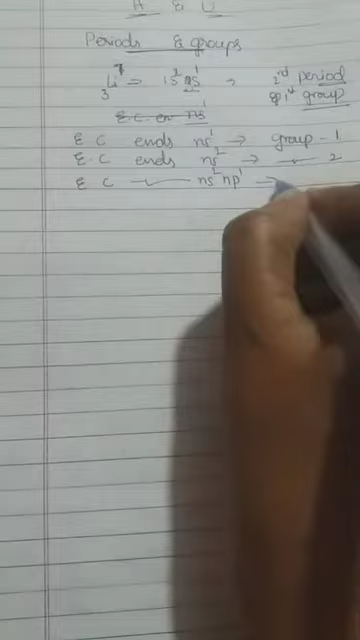 Periods & groups
₃Li⁷ ⇒ 1s² 2s¹ → 2nd period
1st group
E C ends ns¹ → group - 1
E C ends ns² → 2
E C ns² np¹ →